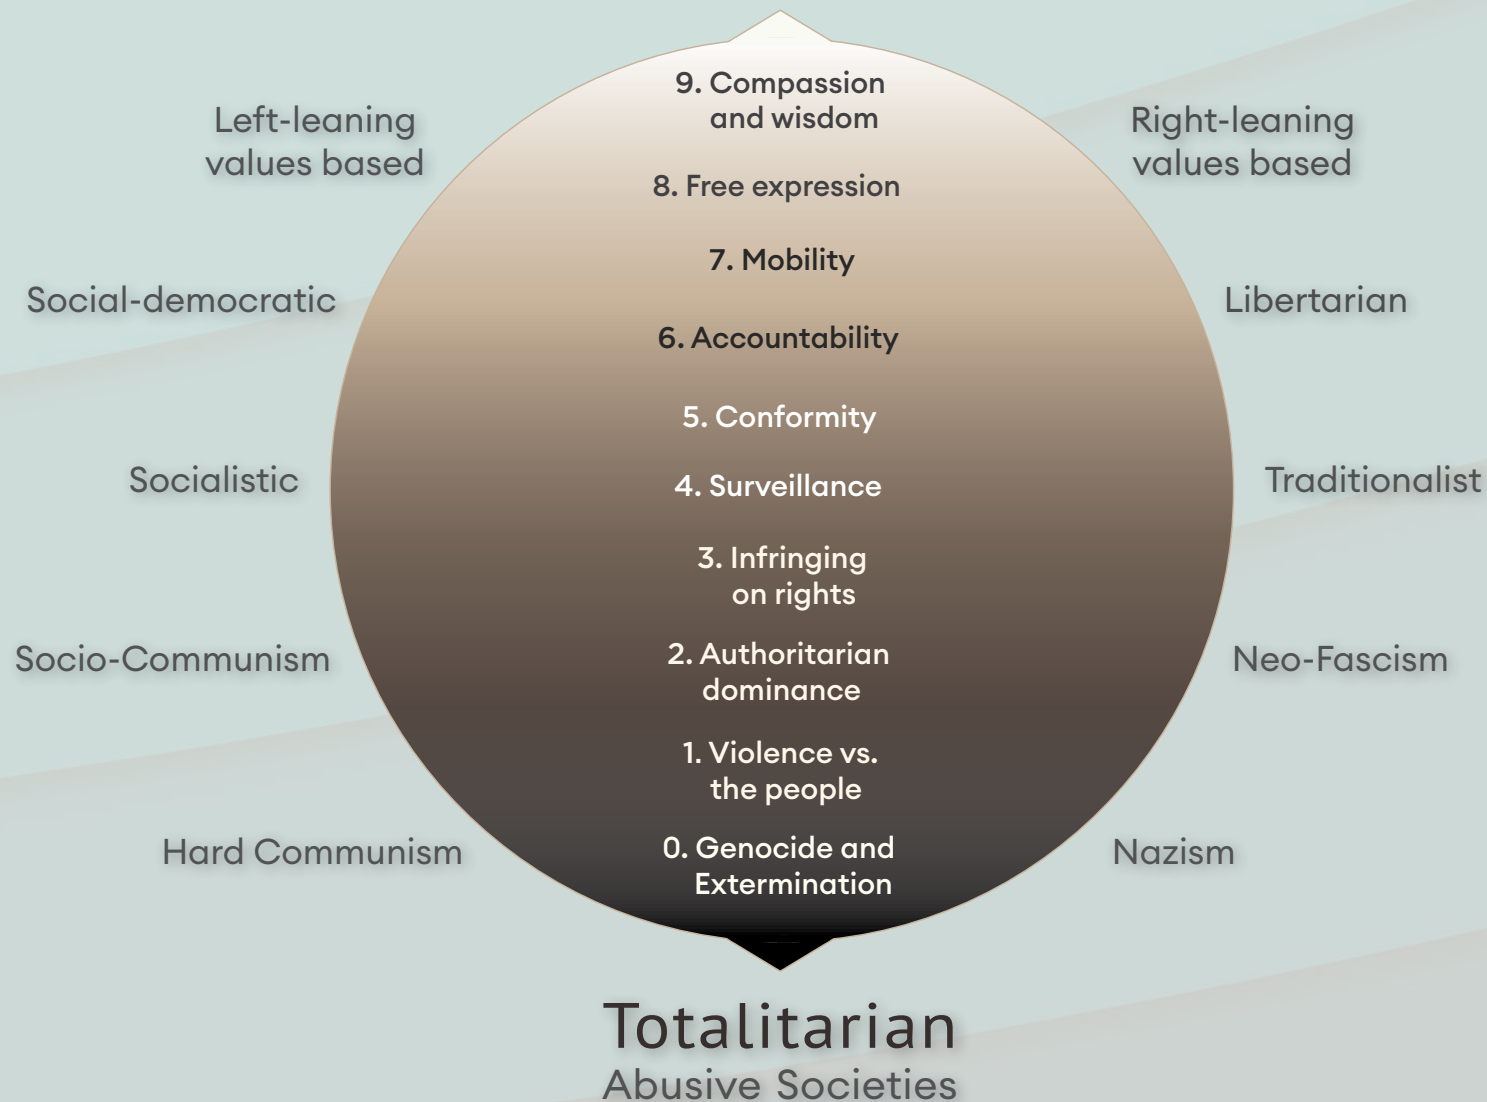 9. Compassion
and wisdom
Left-leaning
values based
Right-leaning
values based
8. Free expression
7. Mobility
Social-democratic
Libertarian
6. Accountability
5. Conformity
Socialistic
4. Surveillance
Traditionalist
3. Infringing
on rights
2. Authoritarian
dominance
Socio-Communism
Neo-Fascism
1. Violence vs.
the people
Hard Communism
0. Genocide and
Extermination
Nazism
Totalitarian
Abusive Societies